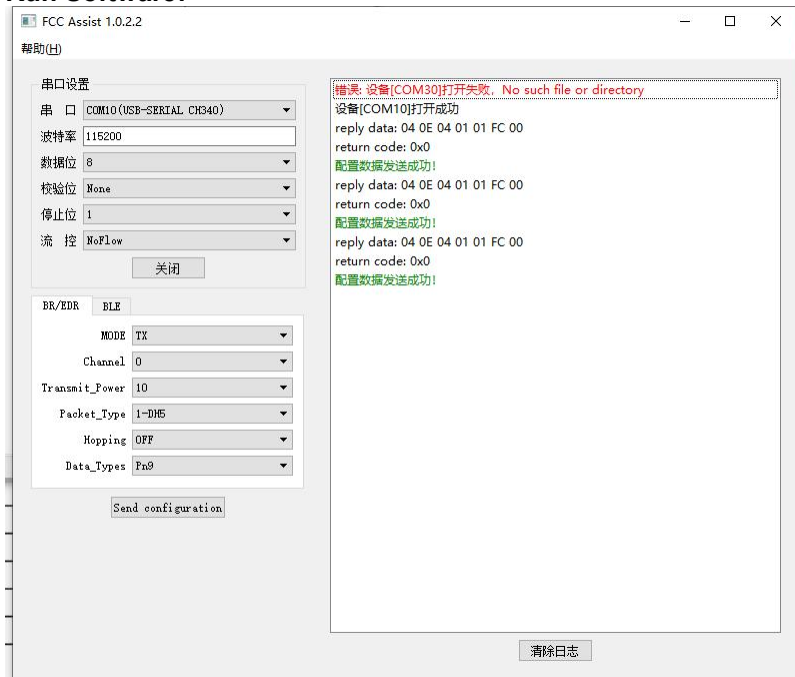 FCC Assist 1.0.2.2
帮助(H)
串口设置
串 口 COM10(USB-SERIAL CH340)
波特率 115200
数据位 8
校验位 None
停止位 1
流 控 NoFlow
关闭
BR/EDR BLE
MODE TX
Channel 0
Transmit_Power 10
Packet_Type 1-DH5
Hopping OFF
Data_Types Pn9
Send configuration
错误: 设备[COM30]打开失败, No such file or directory
设备[COM10]打开成功
reply data: 04 0E 04 01 01 FC 00
return code: 0x0
配置数据发送成功!
reply data: 04 0E 04 01 01 FC 00
return code: 0x0
配置数据发送成功!
reply data: 04 0E 04 01 01 FC 00
return code: 0x0
配置数据发送成功!
清除日志